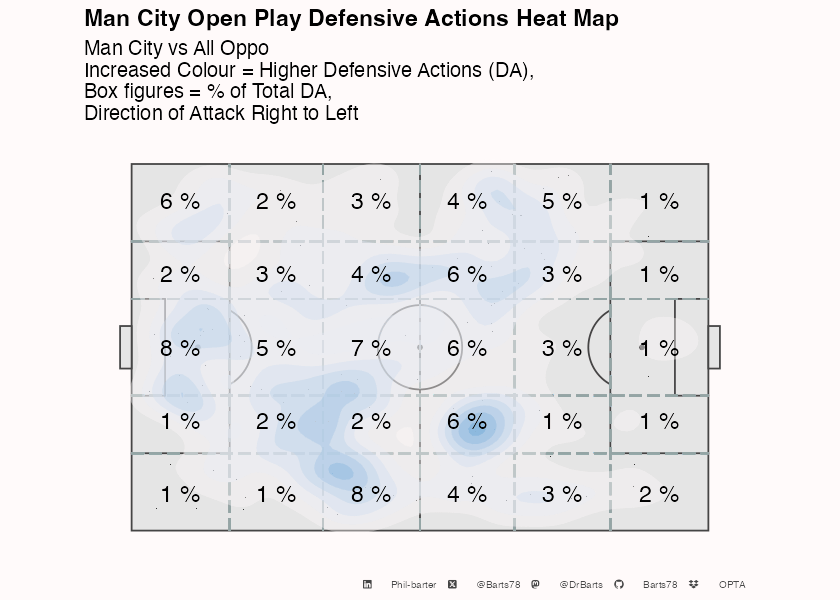 Man City Open Play Defensive Actions Heat Map
Man City vs All Oppo
Increased Colour = Higher Defensive Actions (DA),
Box figures = % of Total DA,
Direction of Attack Right to Left
6 % 2 % 3 % 4 % 5 % 1 %
2 % 3 % 4 % 6 % 3 % 1 %
8 % 5 % 7 % 6 % 3 % 1 %
1 % 2 % 2 % 6 % 1 % 1 %
1 % 1 % 8 % 4 % 3 % 2 %
Phil-barter @Barts78 @DrBarts Barts78 OPTA